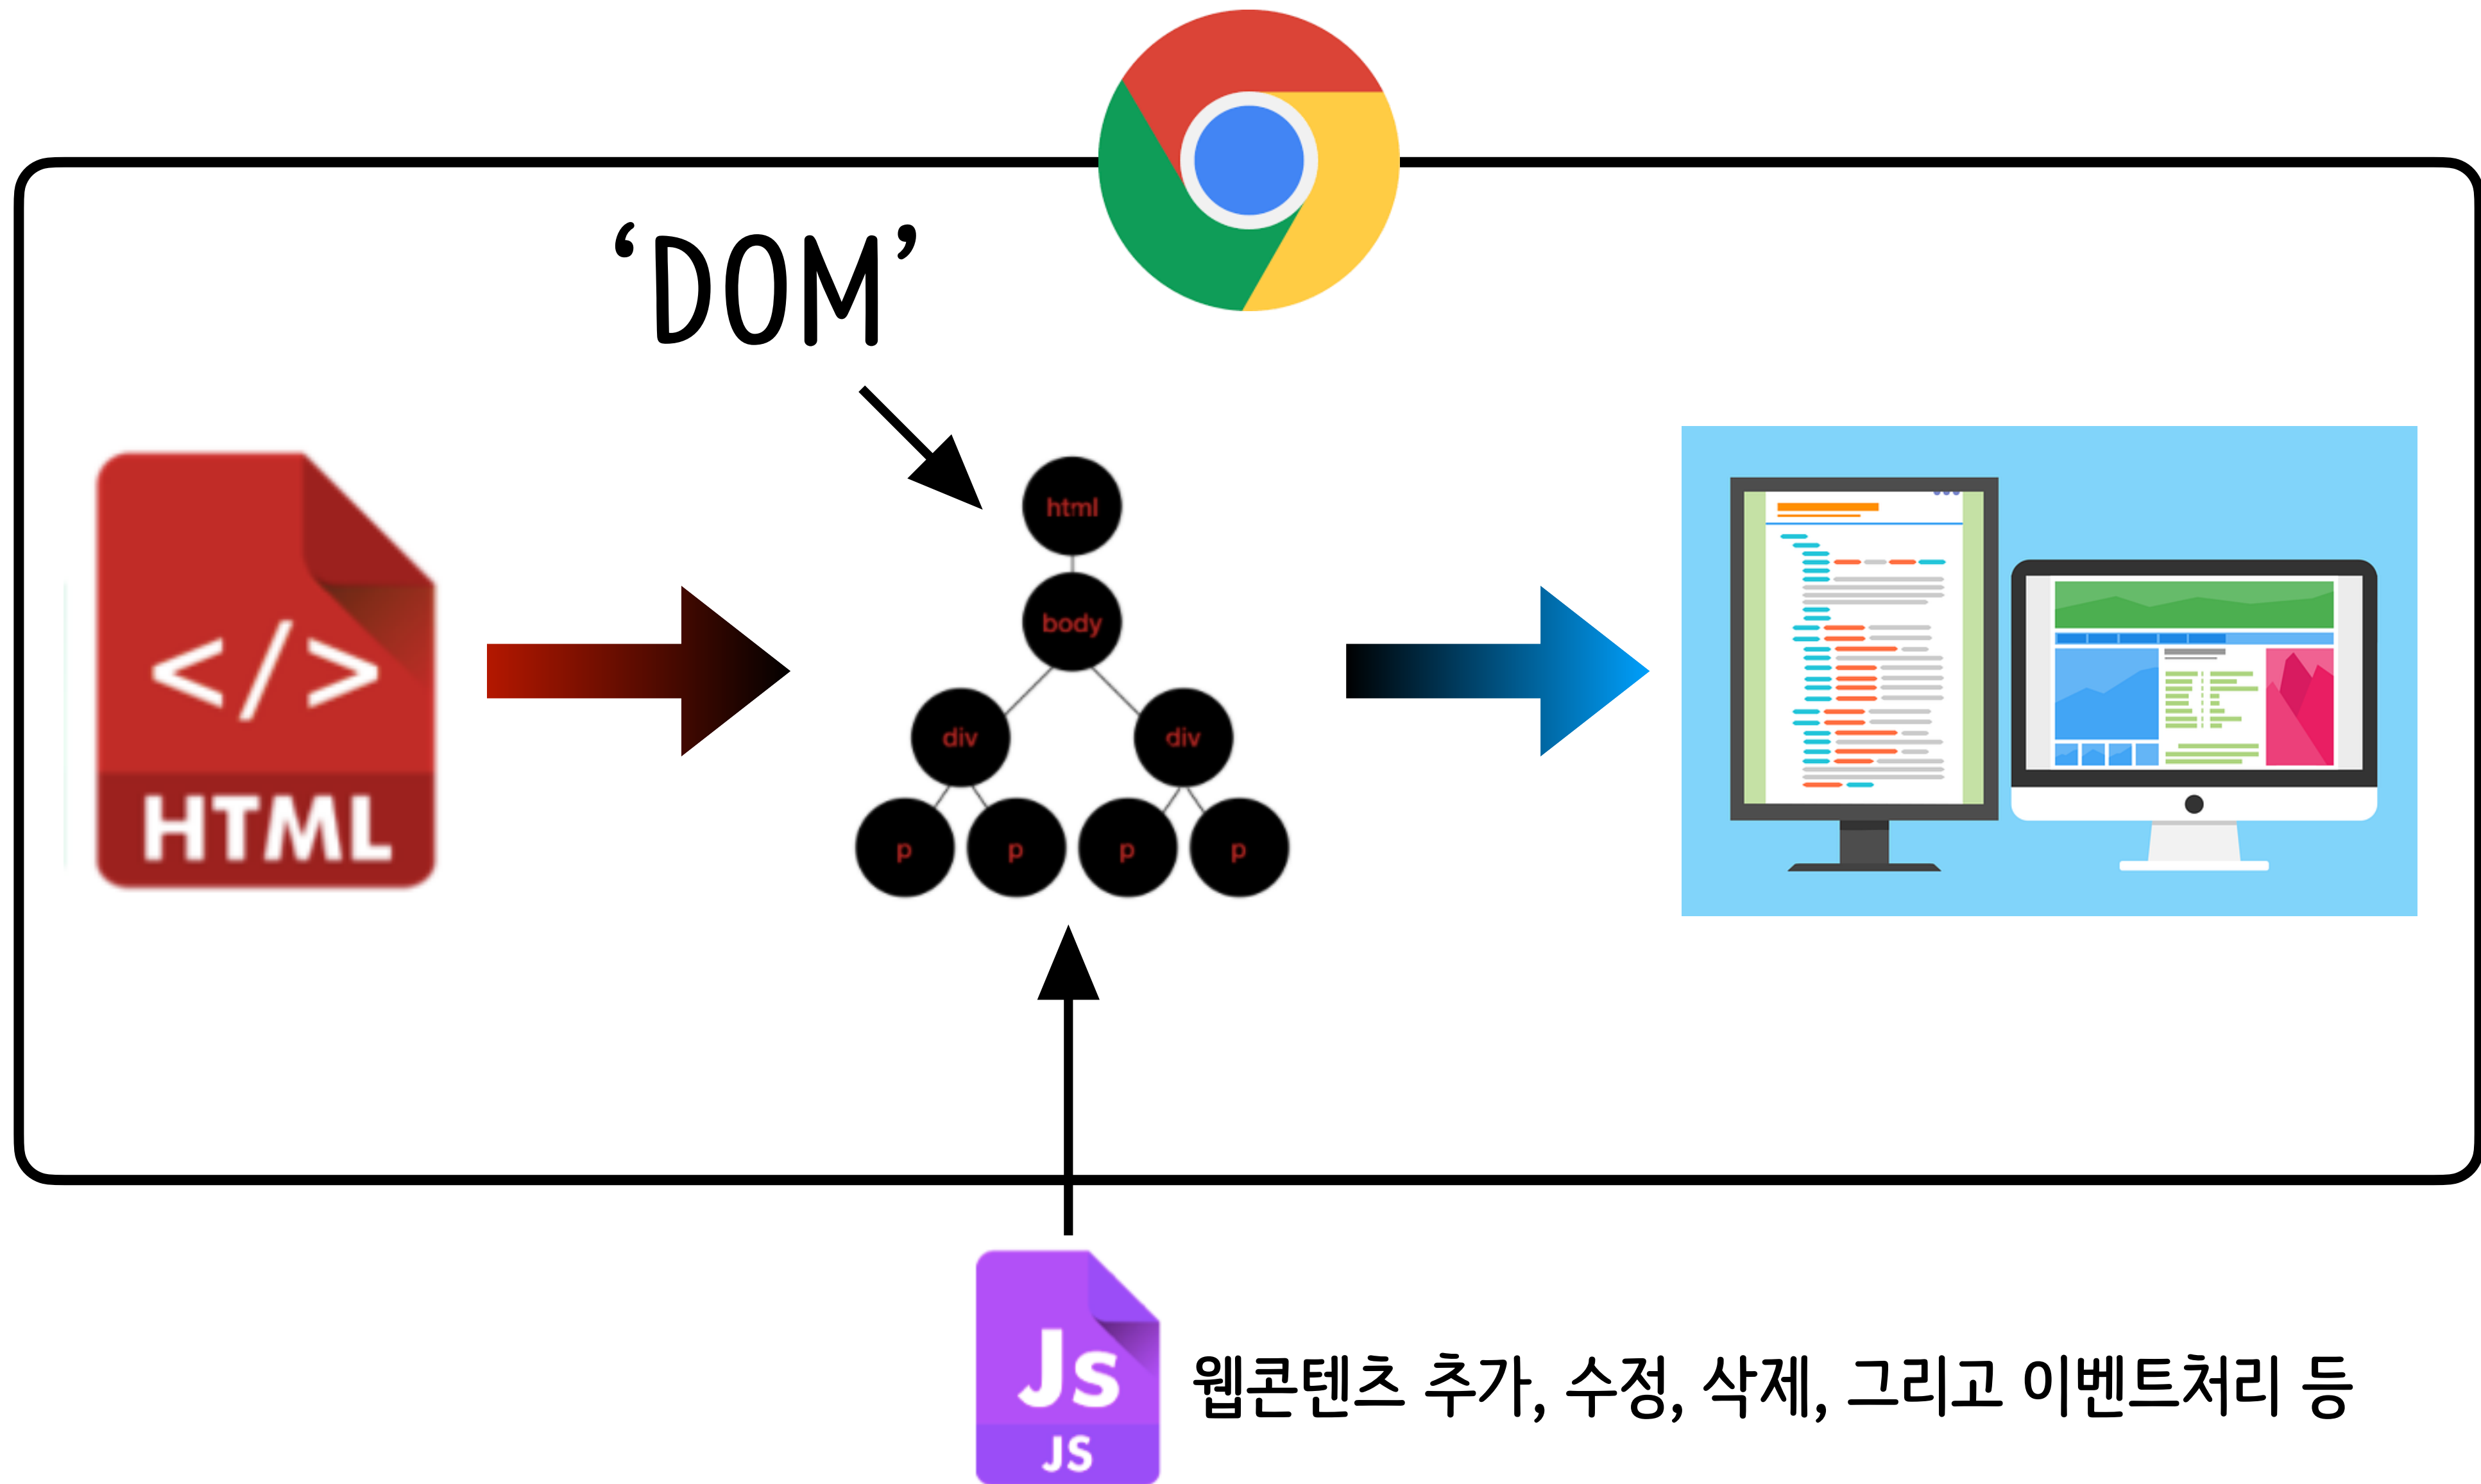 ‘DOM’
html
body
div div
p p p p
</>
HTML
Js
JS
웹콘텐츠 추가, 수정, 삭제, 그리고 이벤트처리 등